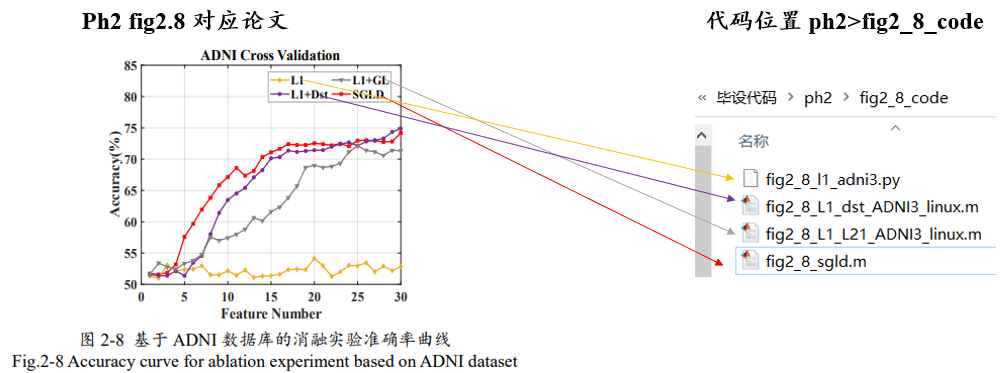 Ph2 fig2.8 对应论文
代码位置 ph2>fig2_8_code
ADNI Cross Validation
L1
L1+GL
L1+Dst
SGLD
85
80
75
70
65
60
55
50
Accuracy(%)
0
5
10
15
20
25
30
Feature Number
图 2-8 基于 ADNI 数据库的消融实验准确率曲线
Fig.2-8 Accuracy curve for ablation experiment based on ADNI dataset
« 毕设代码 > ph2 > fig2_8_code
名称
fig2_8_l1_adni3.py
fig2_8_L1_dst_ADNI3_linux.m
fig2_8_L1_L21_ADNI3_linux.m
fig2_8_sgld.m